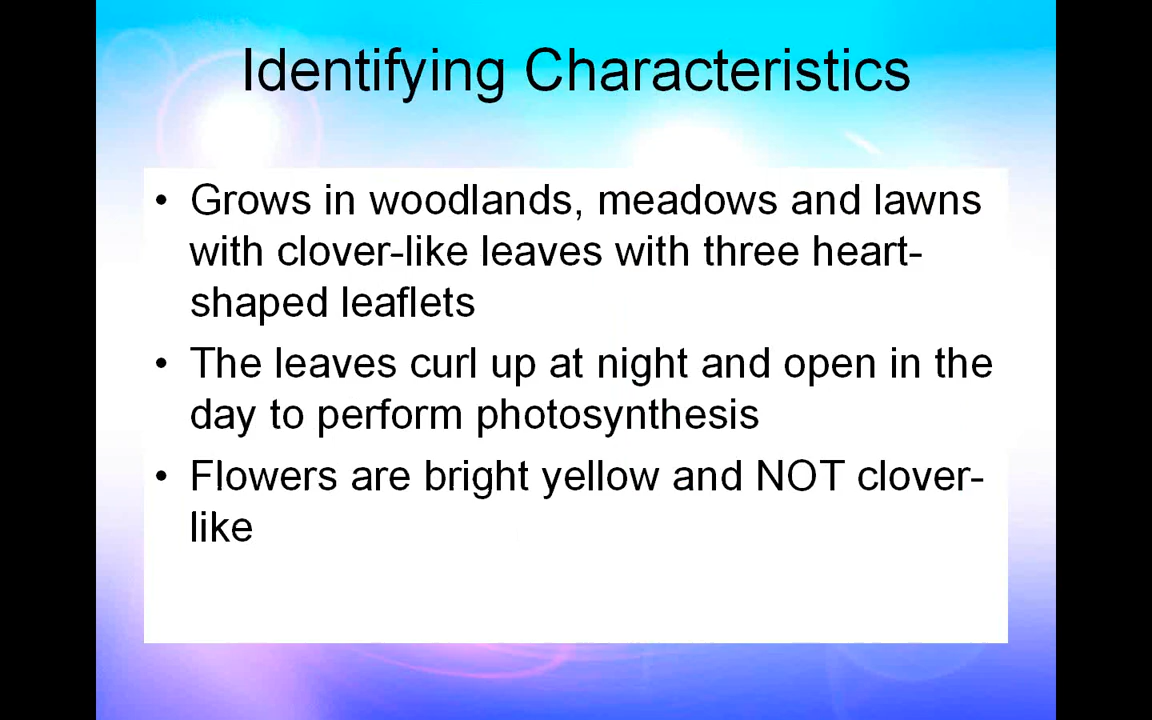 Identifying Characteristics
• Grows in woodlands, meadows and lawns
with clover-like leaves with three heart-
shaped leaflets
• The leaves curl up at night and open in the
day to perform photosynthesis
• Flowers are bright yellow and NOT clover-
like